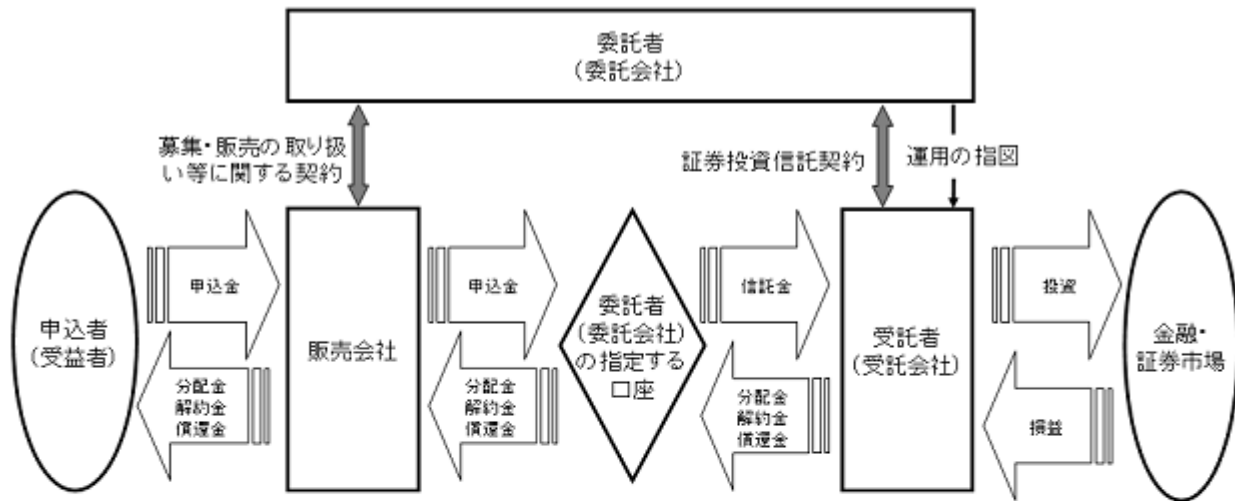 委託者
(委託会社)
募集・販売の取り扱
い等に関する契約
証券投資信託契約
運用の指図
申込者
(受益者)
申込金
分配金
解約金
償還金
販売会社
申込金
分配金
解約金
償還金
委託者
(委託会社)
の指定する
口座
信託金
分配金
解約金
償還金
受託者
(受託会社)
投資
損益
金融・
証券市場